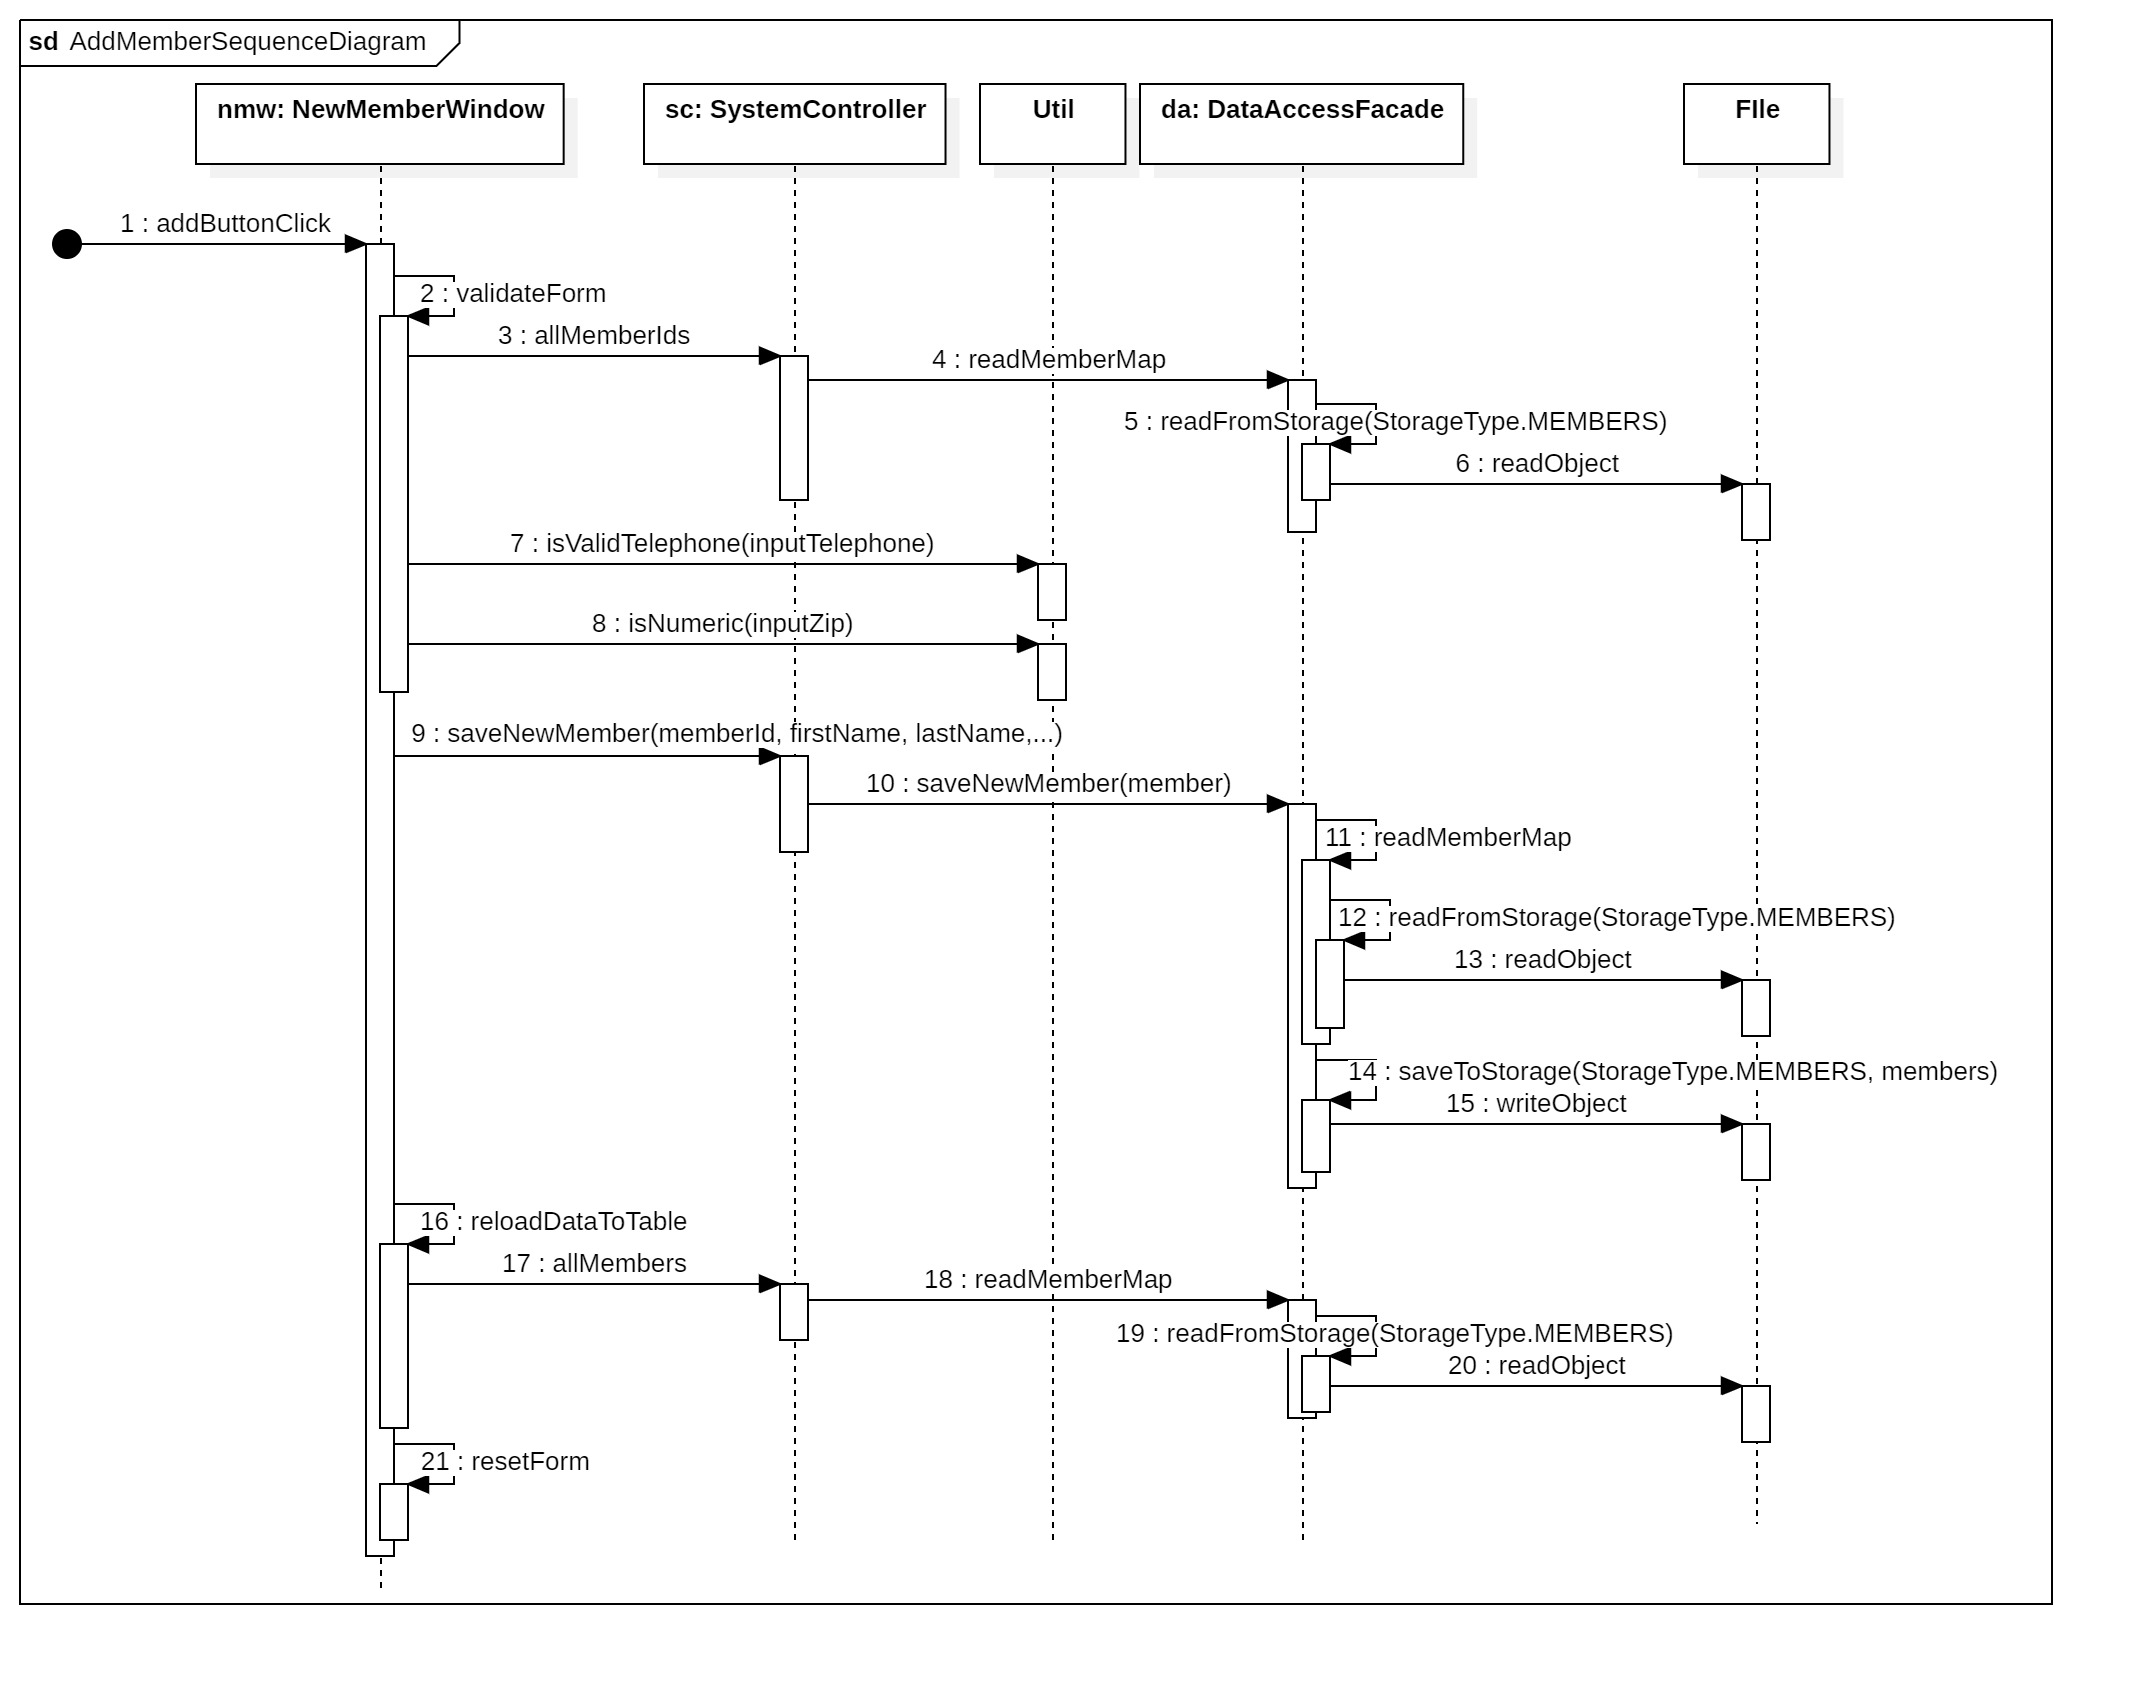 sd AddMemberSequenceDiagram
nmw: NewMemberWindow
sc: SystemController
Util
da: DataAccessFacade
FIle
1 : addButtonClick
2 : validateForm
3 : allMemberIds
4 : readMemberMap
5 : readFromStorage(StorageType.MEMBERS)
6 : readObject
7 : isValidTelephone(inputTelephone)
8 : isNumeric(inputZip)
9 : saveNewMember(memberId, firstName, lastName,...)
10 : saveNewMember(member)
11 : readMemberMap
12 : readFromStorage(StorageType.MEMBERS)
13 : readObject
14 : saveToStorage(StorageType.MEMBERS, members)
15 : writeObject
16 : reloadDataToTable
17 : allMembers
18 : readMemberMap
19 : readFromStorage(StorageType.MEMBERS)
20 : readObject
21 : resetForm